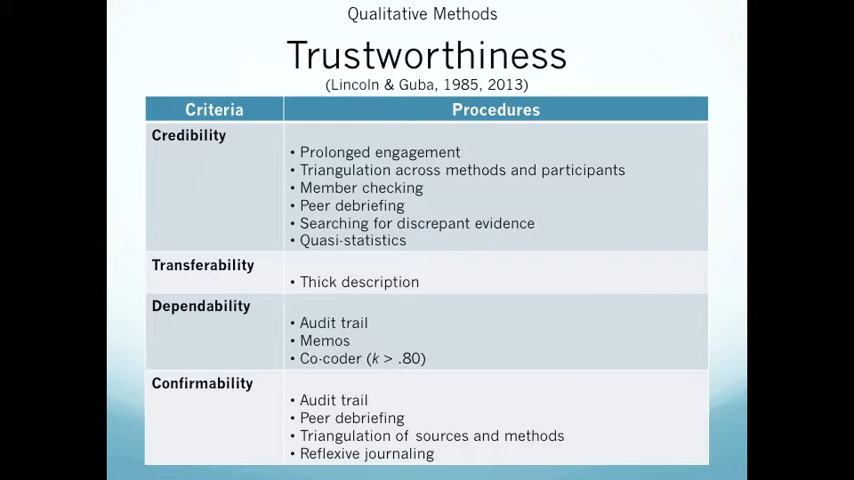 Qualitative Methods
Trustworthiness
(Lincoln & Guba, 1985, 2013)
Criteria Procedures
Credibility
• Prolonged engagement
• Triangulation across methods and participants
• Member checking
• Peer debriefing
• Searching for discrepant evidence
• Quasi-statistics
Transferability
• Thick description
Dependability
• Audit trail
• Memos
• Co-coder (k > .80)
Confirmability
• Audit trail
• Peer debriefing
• Triangulation of sources and methods
• Reflexive journaling